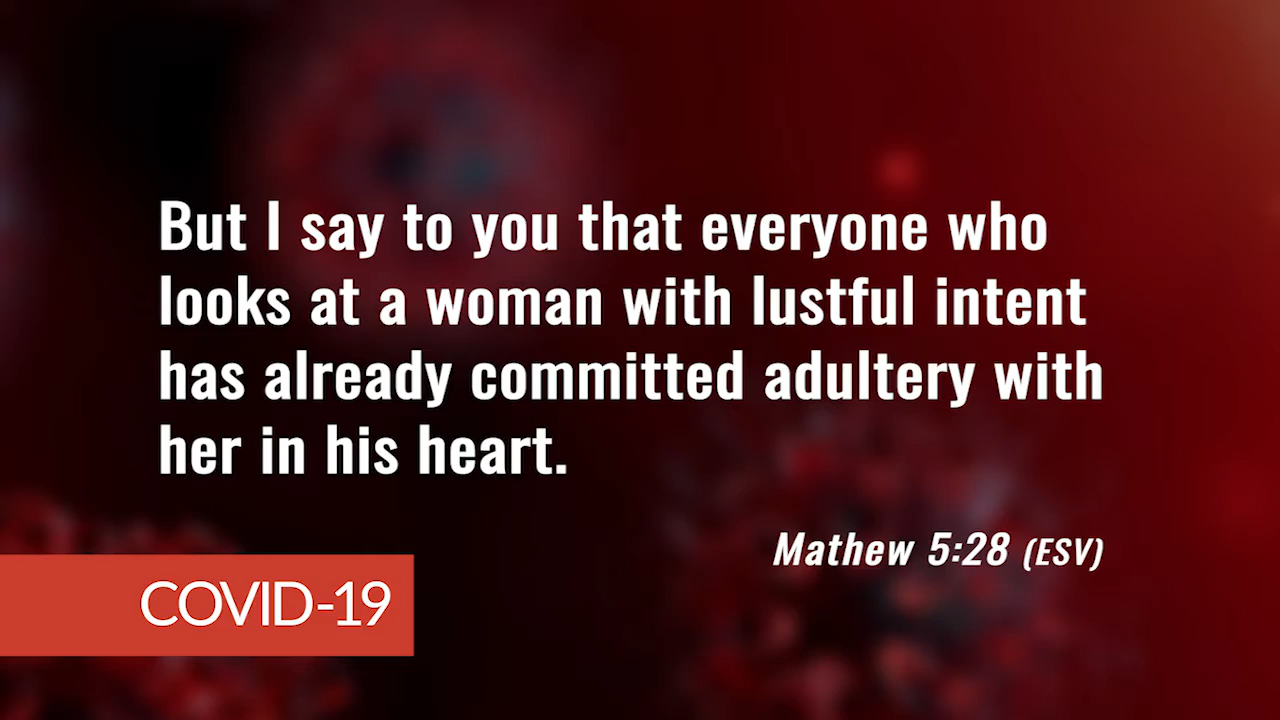 But I say to you that everyone who
looks at a woman with lustful intent
has already committed adultery with
her in his heart.
Mathew 5:28 (ESV)
COVID-19